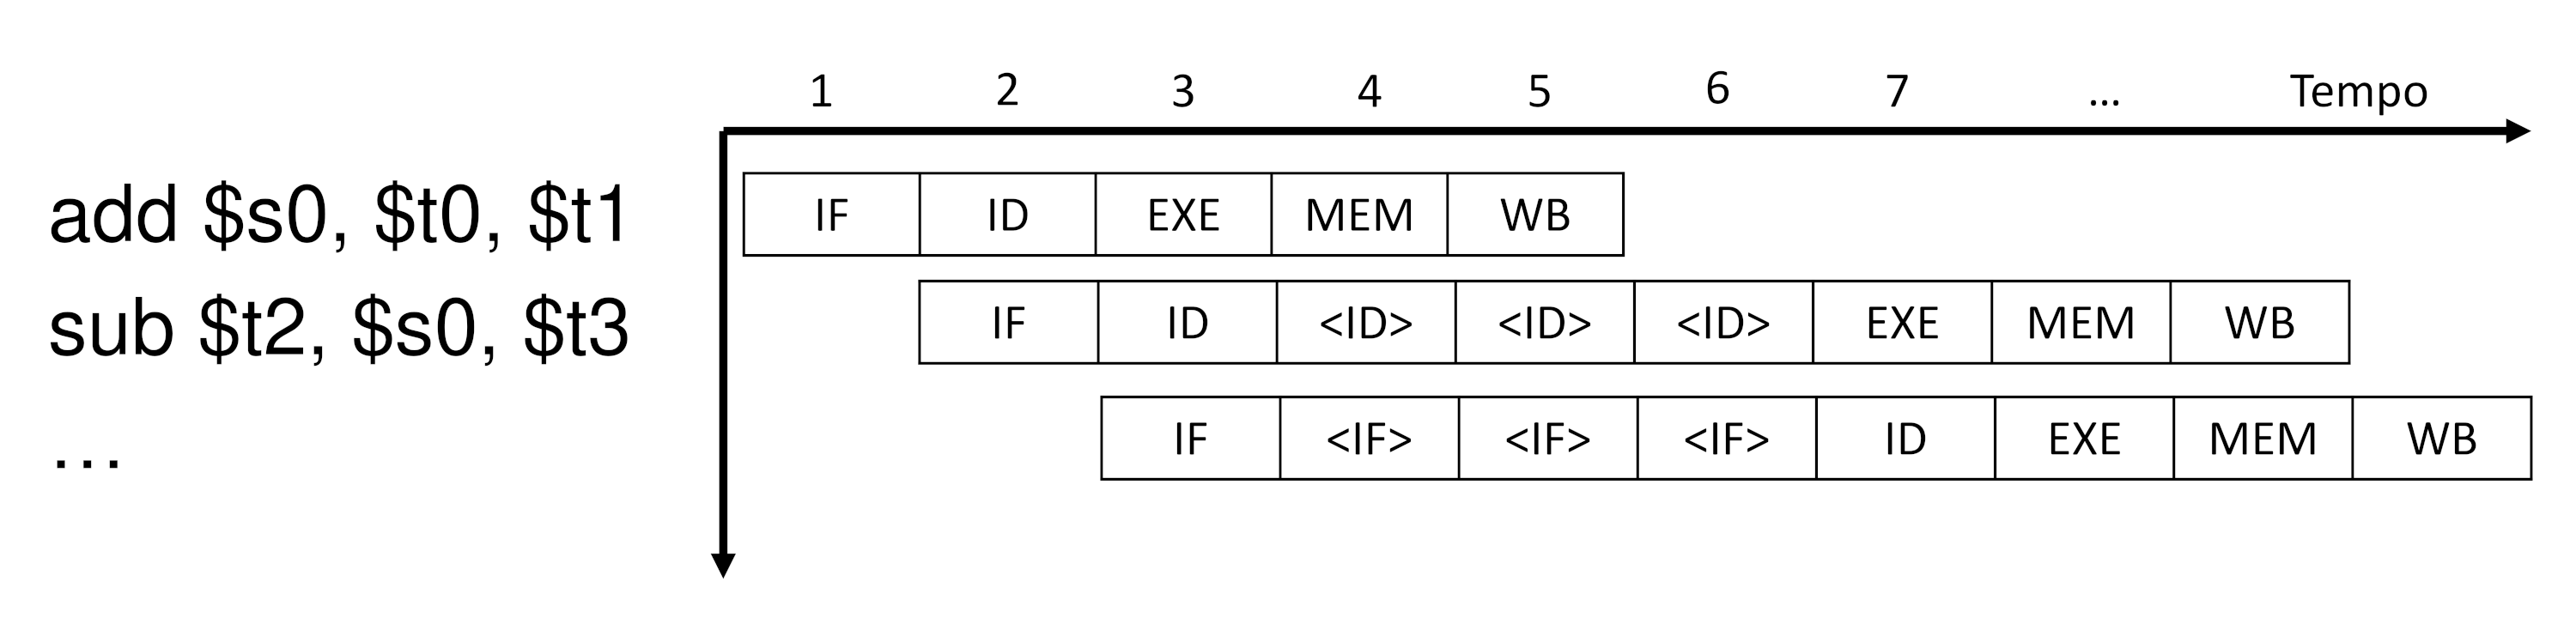 1 2 3 4 5 6 7 ... Tempo
add $s0, $t0, $t1 IF ID EXE MEM WB
sub $t2, $s0, $t3 IF ID <ID> <ID> <ID> EXE MEM WB
... IF <IF> <IF> <IF> ID EXE MEM WB